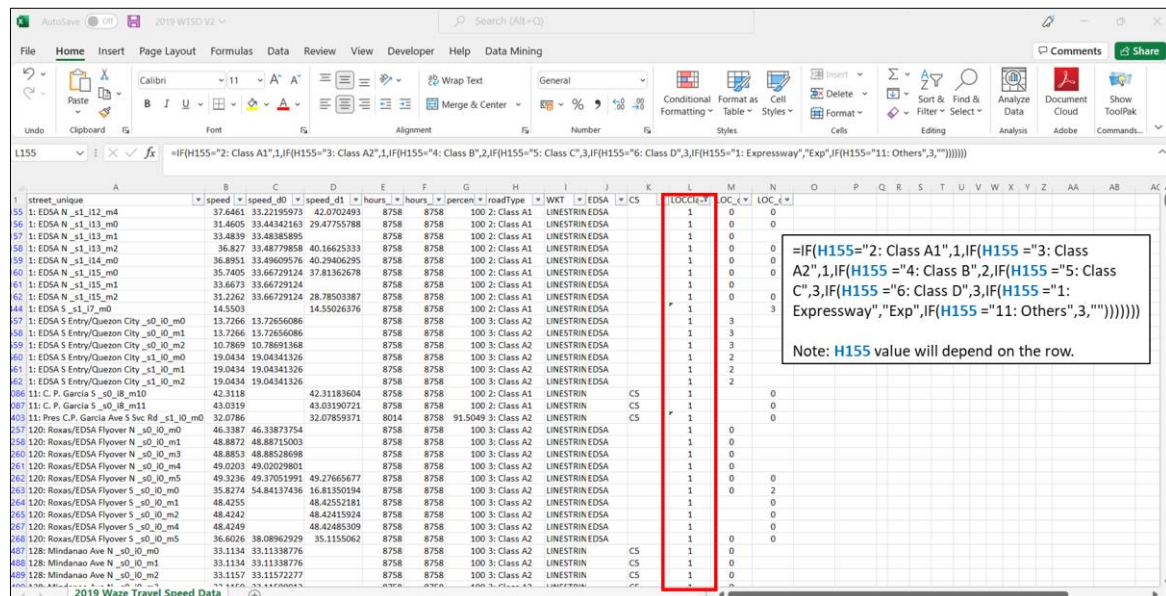 AutoSave Off 2019 WTSD V2 Search (Alt+Q)
File Home Insert Page Layout Formulas Data Review View Developer Help Data Mining Comments Share
Calibri 11 Wrap Text General Insert
Paste Merge & Center Conditional Formatting Format as Table Cell Styles Delete Format Sort & Filter Find & Select Analyze Data Document Cloud Show ToolPak
Undo Clipboard Font Alignment Number Styles Cells Editing Analysis Adobe Commands...
L155 fx =IF(H155="2: Class A1",1,IF(H155="3: Class A2",1,IF(H155="4: Class B",2,IF(H155="5: Class C",3,IF(H155="6: Class D",3,IF(H155="1: Expressway","Exp",IF(H155="11: Others",3,"")))))))
A B C D E F G H I J K L M N O P Q R S T U V W X Y Z AA AB AC
1 street_unique speed speed_d0 speed_d1 hours_ hours_ percen roadType WKT EDSA C5 LOCCla LOC_c LOC_c
155 1: EDSA N _s1_i12_m4 37.6461 33.22195973 42.0702493 8758 8758 100 2: Class A1 LINESTRIN EDSA 1 0 0
156 1: EDSA N _s1_i13_m0 31.4605 33.44342163 29.47755788 8758 8758 100 2: Class A1 LINESTRIN EDSA 1 0 0
33.4839 33.48385895 8758 8758 100 2: Class A1 LINESTRIN EDSA 1 0
158 1: EDSA N _s1_i13_m2 36.827 33.48779858 40.16625333 8758 8758 100 2: Class A1 LINESTRIN EDSA 1 0 0
159 1: EDSA N _s1_i14_m0 36.8951 33.49609576 40.29406295 8758 8758 100 2: Class A1 LINESTRIN EDSA 1 0 0
160 1: EDSA N _s1_i15_m0 35.7405 33.66729124 37.81362678 8758 8758 100 2: Class A1 LINESTRIN EDSA 1 0 0
161 1: EDSA N _s1_i15_m1 33.6673 33.66729124 8758 8758 100 2: Class A1 LINESTRIN EDSA 1 0
162 1: EDSA N _s1_i15_m2 31.2262 33.66729124 28.78503387 8758 8758 100 2: Class A1 LINESTRIN EDSA 1 0 0
1: EDSA S _s1_i7_m0 14.5503 14.55026376 8758 8758 100 2: Class A1 LINESTRIN EDSA 1 3
1: EDSA S Entry/Quezon City _s0_i0_m0 13.7266 13.72656086 8758 8758 100 3: Class A2 LINESTRIN EDSA 1 3
1: EDSA S Entry/Quezon City _s0_i0_m1 13.7266 13.72656086 8758 8758 100 3: Class A2 LINESTRIN EDSA 1 3
1: EDSA S Entry/Quezon City _s0_i0_m2 10.7869 10.78691368 8758 8758 100 3: Class A2 LINESTRIN EDSA 1 3
1: EDSA S Entry/Quezon City _s1_i0_m0 19.0434 19.04341326 8758 8758 100 3: Class A2 LINESTRIN EDSA 1 2
1: EDSA S Entry/Quezon City _s1_i0_m1 19.0434 19.04341326 8758 8758 100 3: Class A2 LINESTRIN EDSA 1 2
1: EDSA S Entry/Quezon City _s1_i0_m2 19.0434 19.04341326 8758 8758 100 3: Class A2 LINESTRIN EDSA 1 2
11: C. P. Garcia S _s0_i8_m10 42.3118 42.31183604 8758 8758 100 2: Class A1 LINESTRIN C5 1 0
11: C. P. Garcia S _s0_i8_m11 43.0319 43.03190721 8758 8758 100 2: Class A1 LINESTRIN C5 1 0
11: Pres C.P. Garcia Ave S Svc Rd _s1_i0_m0 32.0786 32.07859371 8014 8758 91.5049 3: Class A2 LINESTRIN C5 1 0
120: Roxas/EDSA Flyover N _s0_i0_m0 46.3387 46.33873754 8758 8758 100 3: Class A2 LINESTRIN EDSA 1 0
120: Roxas/EDSA Flyover N _s0_i0_m1 48.8872 48.88715003 8758 8758 100 3: Class A2 LINESTRIN EDSA 1 0
120: Roxas/EDSA Flyover N _s0_i0_m3 48.8853 48.88528698 8758 8758 100 3: Class A2 LINESTRIN EDSA 1 0
120: Roxas/EDSA Flyover N _s0_i0_m4 49.0203 49.02029801 8758 8758 100 3: Class A2 LINESTRIN EDSA 1 0
120: Roxas/EDSA Flyover N _s0_i0_m5 49.3236 49.37051991 49.27665677 8758 8758 100 3: Class A2 LINESTRIN EDSA 1 0 0
120: Roxas/EDSA Flyover S _s0_i0_m0 35.8274 54.84137436 16.81350194 8758 8758 100 3: Class A2 LINESTRIN EDSA 1 0 2
120: Roxas/EDSA Flyover S _s0_i0_m1 48.4255 48.42552181 8758 8758 100 3: Class A2 LINESTRIN EDSA 1 0
120: Roxas/EDSA Flyover S _s0_i0_m2 48.4242 48.42415924 8758 8758 100 3: Class A2 LINESTRIN EDSA 1 0
120: Roxas/EDSA Flyover S _s0_i0_m4 48.4249 48.42485309 8758 8758 100 3: Class A2 LINESTRIN EDSA 1 0
120: Roxas/EDSA Flyover S _s0_i0_m5 36.6026 38.08962929 35.1155062 8758 8758 100 3: Class A2 LINESTRIN EDSA 1 0 0
128: Mindanao Ave N _s0_i0_m0 33.1134 33.11338776 8758 8758 100 3: Class A2 LINESTRIN C5 1 0
128: Mindanao Ave N _s0_i0_m1 33.1134 33.11338776 8758 8758 100 3: Class A2 LINESTRIN C5 1 0
128: Mindanao Ave N _s0_i0_m2 33.1157 33.11572277 8758 8758 100 3: Class A2 LINESTRIN C5 1 0
2019 Waze Travel Speed Data
=IF(H155="2: Class A1",1,IF(H155 ="3: Class
A2",1,IF(H155 ="4: Class B",2,IF(H155 ="5: Class
C",3,IF(H155 ="6: Class D",3,IF(H155 ="1:
Expressway","Exp",IF(H155 ="11: Others",3,"")))))))
Note: H155 value will depend on the row.